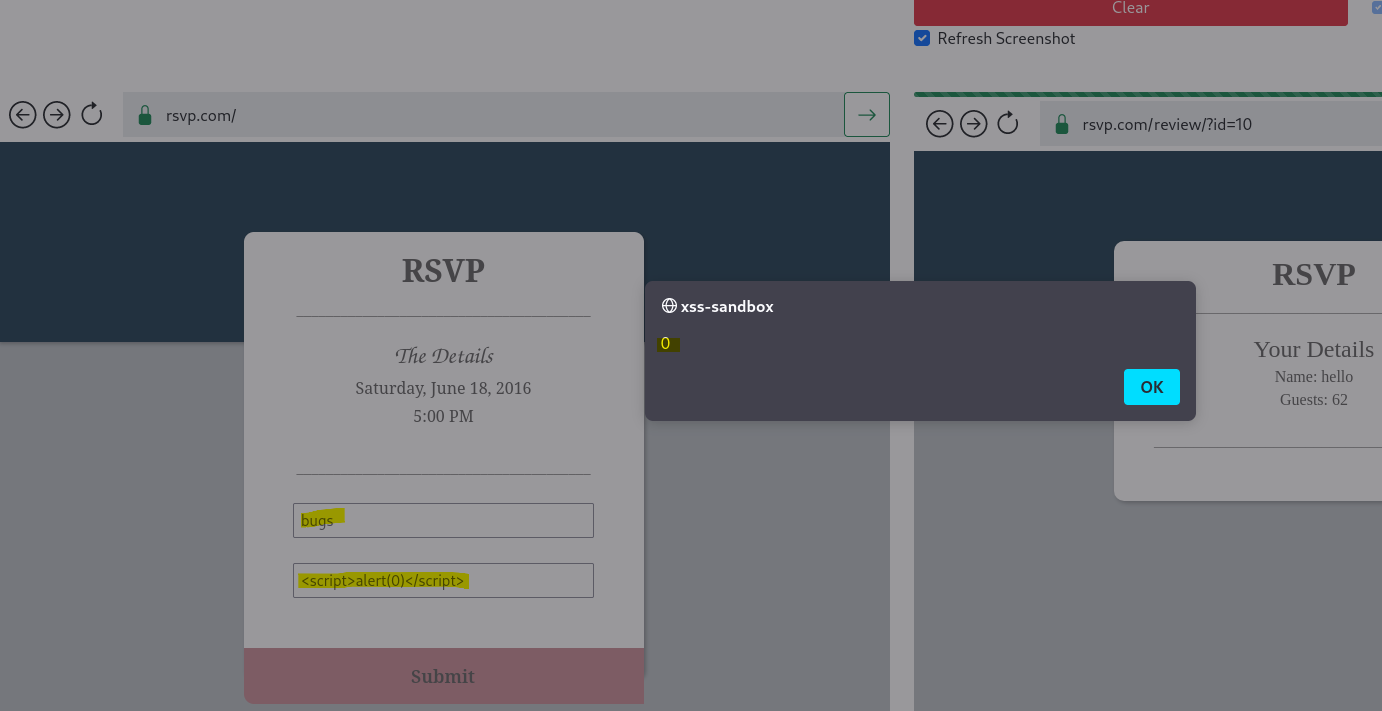 Clear
Refresh Screenshot
rsvp.com/
rsvp.com/review/?id=10
RSVP
The Details
Saturday, June 18, 2016
5:00 PM
bugs
<script>alert(0)</script>
Submit
xss-sandbox
0
OK
RSVP
Your Details
Name: hello
Guests: 62